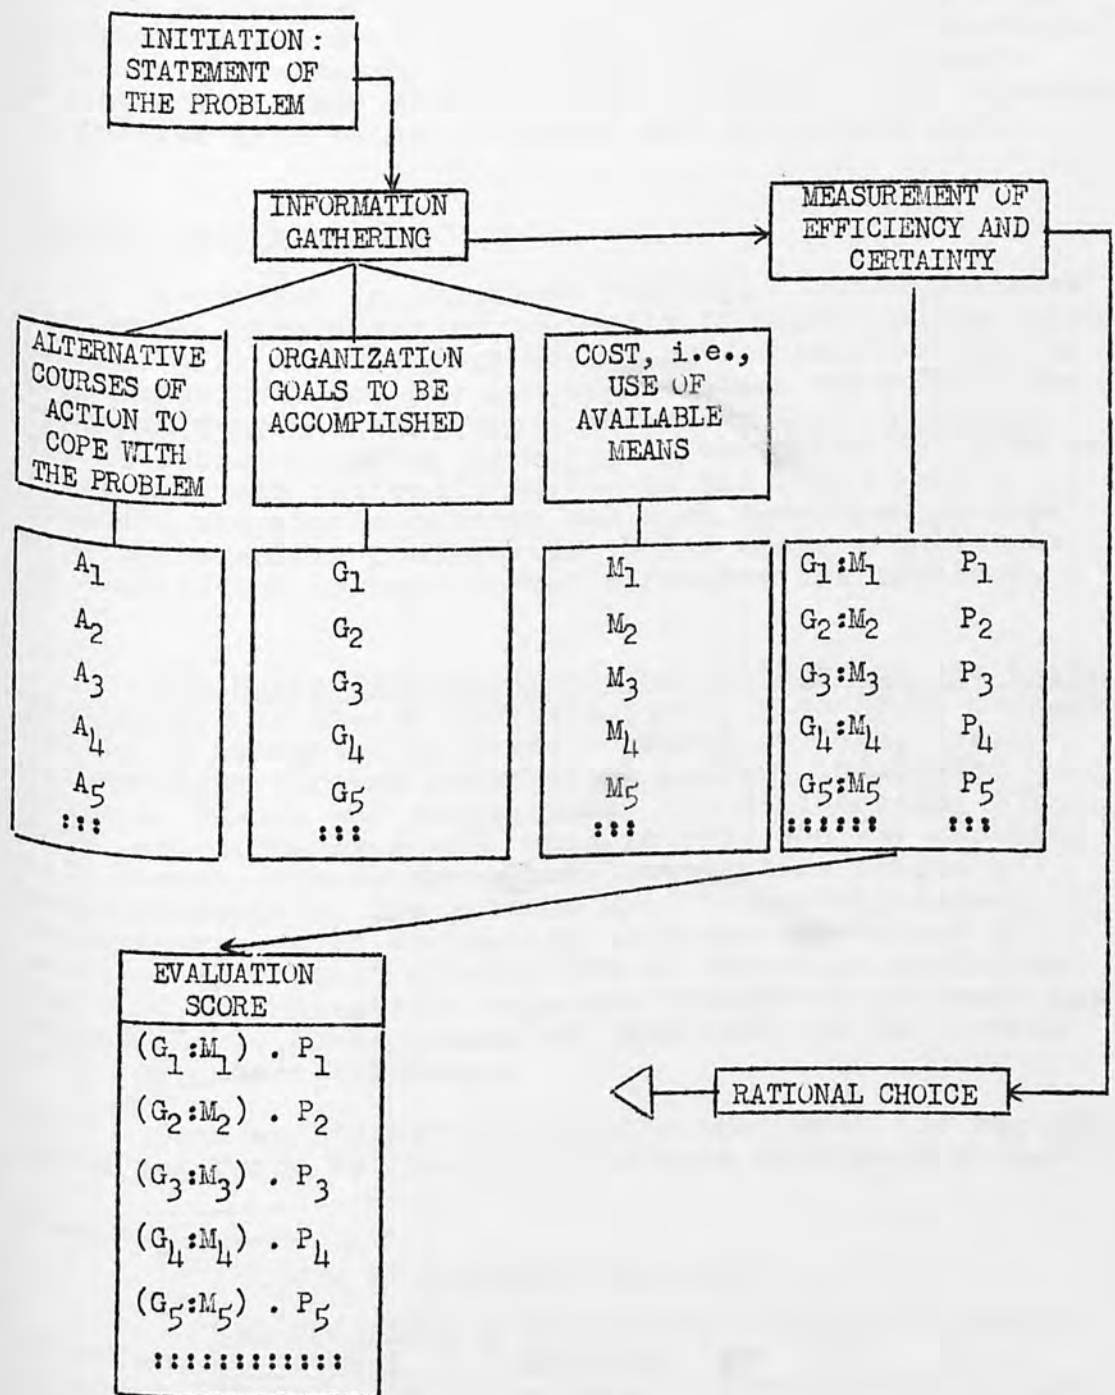 INITIATION :
STATEMENT OF
THE PROBLEM
INFORMATION
GATHERING
MEASUREMENT OF
EFFICIENCY AND
CERTAINTY
ALTERNATIVE
COURSES OF
ACTION TO
COPE WITH
THE PROBLEM
ORGANIZATION
GOALS TO BE
ACCOMPLISHED
COST, i.e.,
USE OF
AVAILABLE
MEANS
A1
A2
A3
A4
A5
:::
G1
G2
G3
G4
G5
:::
M1
M2
M3
M4
M5
:::
G1:M1 P1
G2:M2 P2
G3:M3 P3
G4:M4 P4
G5:M5 P5
:::::: :::
EVALUATION
SCORE
(G1:M1) . P1
(G2:M2) . P2
(G3:M3) . P3
(G4:M4) . P4
(G5:M5) . P5
::::::::::::
RATIONAL CHOICE